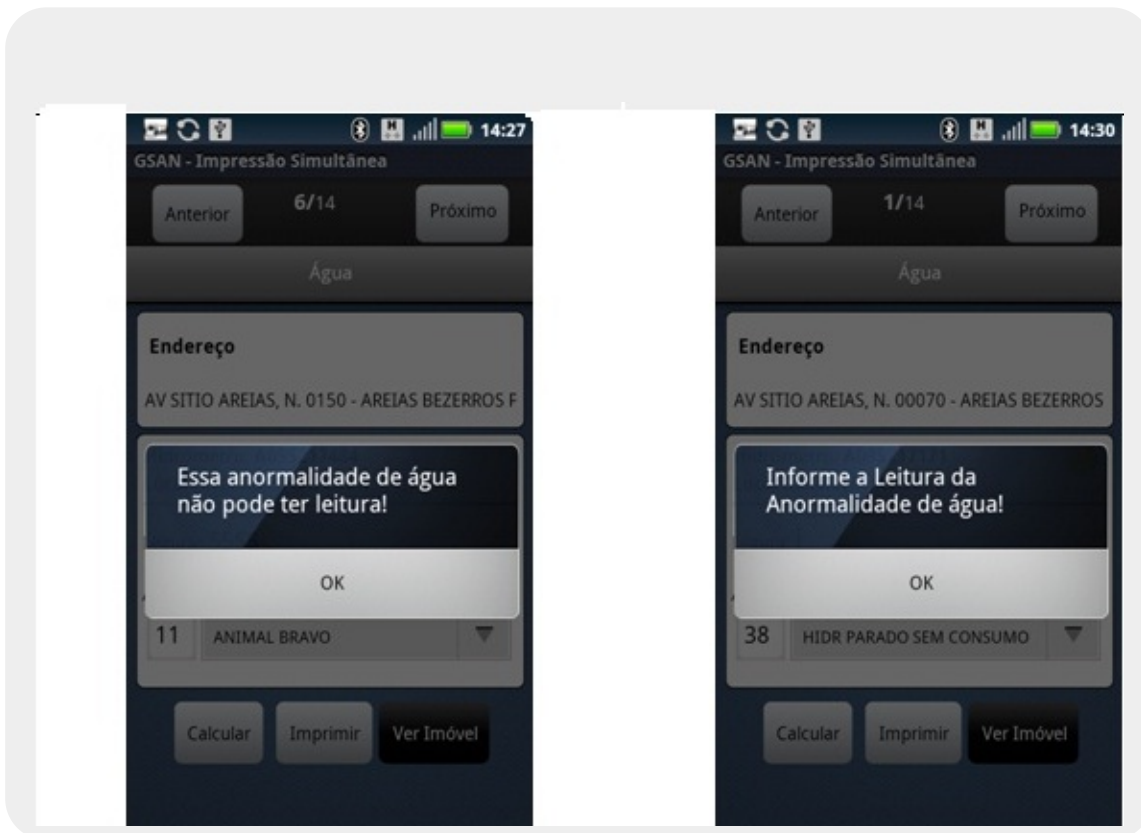 14:27
GSAN - Impressão Simultânea
Anterior 6/14 Próximo
Água
Endereço
AV SITIO AREIAS, N. 0150 - AREIAS BEZERROS F
Essa anormalidade de água
não pode ter leitura!
OK
11 ANIMAL BRAVO
Calcular Imprimir Ver Imóvel
14:30
GSAN - Impressão Simultânea
Anterior 1/14 Próximo
Água
Endereço
AV SITIO AREIAS, N. 00070 - AREIAS BEZERROS
Informe a Leitura da
Anormalidade de água!
OK
38 HIDR PARADO SEM CONSUMO
Calcular Imprimir Ver Imóvel